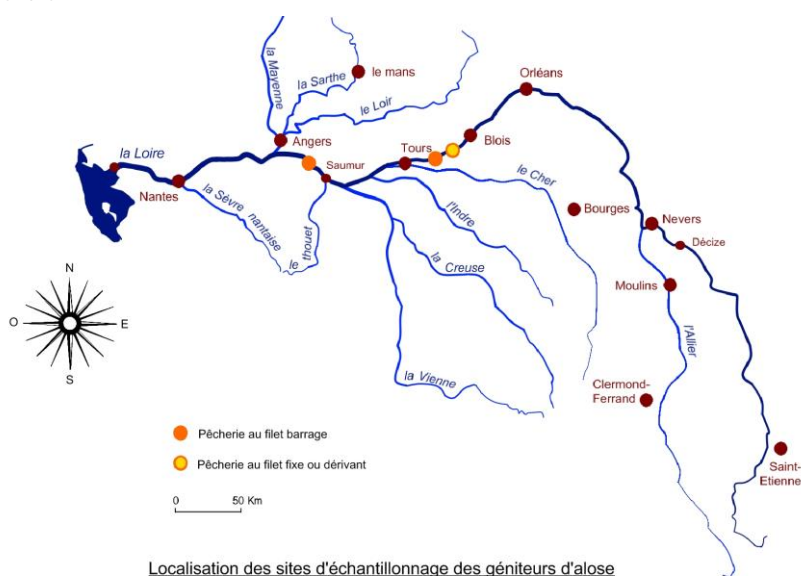 Orléans
la Mayenne
la Sarthe
le mans
le Loir
Angers
Tours
Blois
la Loire
Saumur
Nantes
le Cher
la Sèvre
nantaise
le thouet
l'Indre
Bourges
Nevers
Décize
la
Creuse
Moulins
N
O
E
S
l'Allier
la Vienne
Clermond-
Ferrand
Pêcherie au filet barrage
Saint-
Etienne
Pêcherie au filet fixe ou dérivant
0 50 Km
Localisation des sites d'échantillonnage des géniteurs d'alose